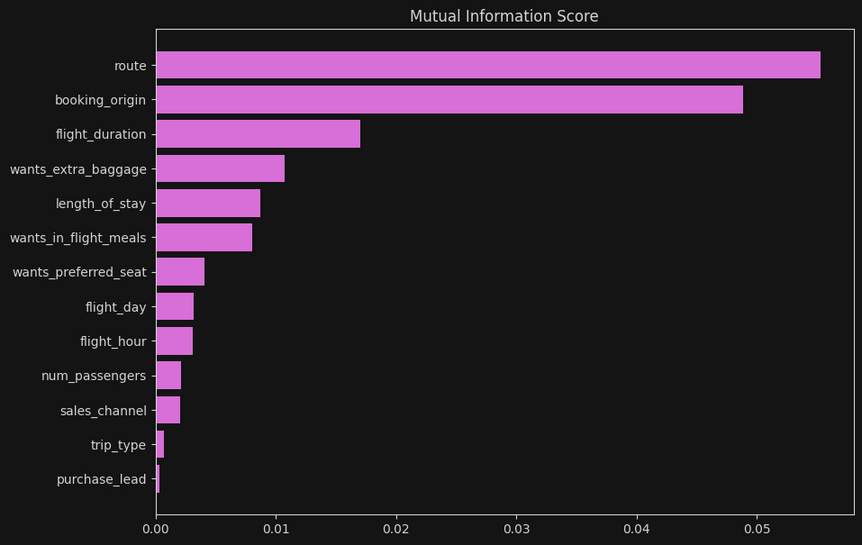 Mutual Information Score
route
booking_origin
flight_duration
wants_extra_baggage
length_of_stay
wants_in_flight_meals
wants_preferred_seat
flight_day
flight_hour
num_passengers
sales_channel
trip_type
purchase_lead
0.00 0.01 0.02 0.03 0.04 0.05